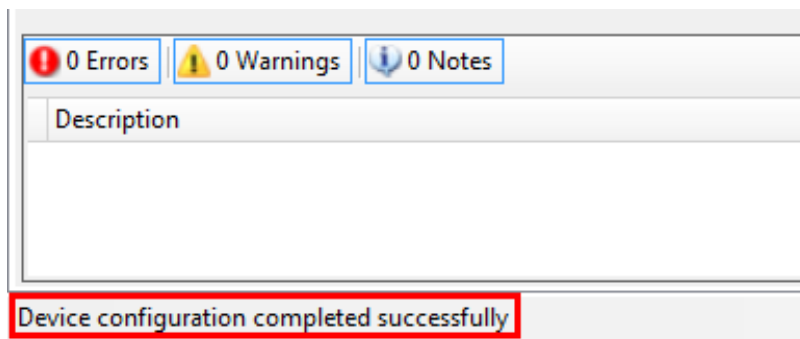 0 Errors 0 Warnings 0 Notes
Description
Device configuration completed successfully